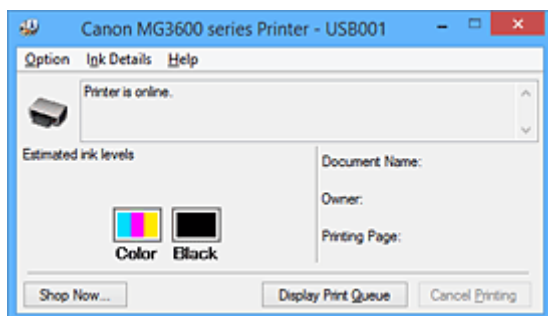 Canon MG3600 series Printer - USB001
Option Ink Details Help
Printer is online.
Estimated ink levels
Document Name:
Owner:
Printing Page:
Color Black
Shop Now... Display Print Queue Cancel Printing